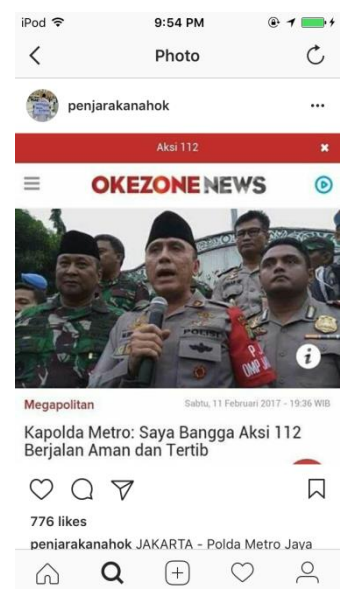 iPod 9:54 PM
Photo
penjarakanahok
Aksi 112
OKEZONE NEWS
POLISI
Megapolitan
Sabtu, 11 Februari 2017 - 19:36 WIB
Kapolda Metro: Saya Bangga Aksi 112
Berjalan Aman dan Tertib
776 likes
penjarakanahok JAKARTA - Polda Metro Jaya